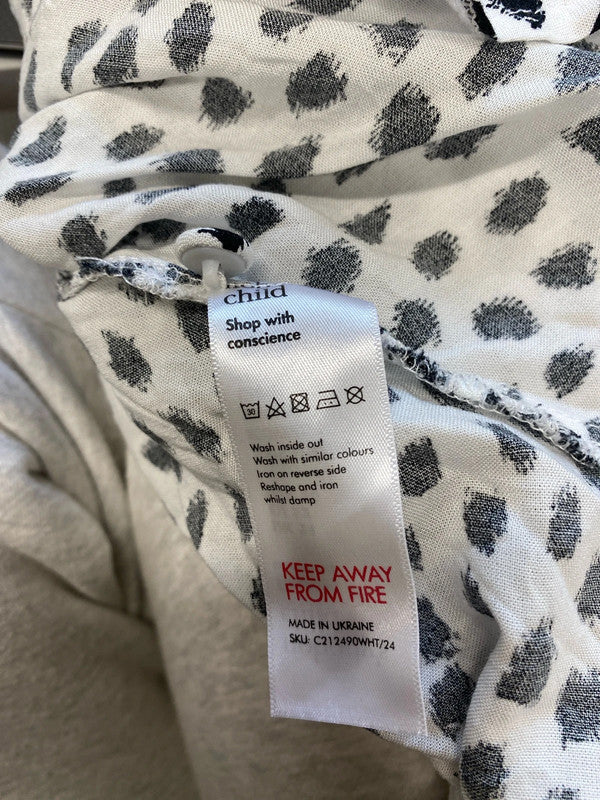 child
Shop with
conscience
30
Wash inside out
Wash with similar colours
Iron on reverse side
Reshape and iron
whilst damp
KEEP AWAY
FROM FIRE
MADE IN UKRAINE
SKU: C212490WHT/24